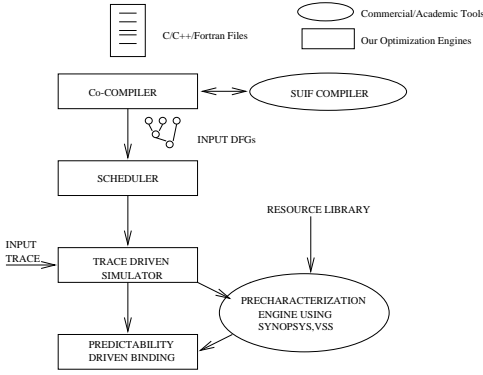 C/C++/Fortran Files
Commercial/Academic Tools
Our Optimization Engines
Co-COMPILER
SUIF COMPILER
INPUT DFGs
SCHEDULER
RESOURCE LIBRARY
INPUT
TRACE
TRACE DRIVEN
SIMULATOR
PRECHARACTERIZATION
ENGINE USING
SYNOPSYS,VSS
PREDICTABILITY
DRIVEN BINDING